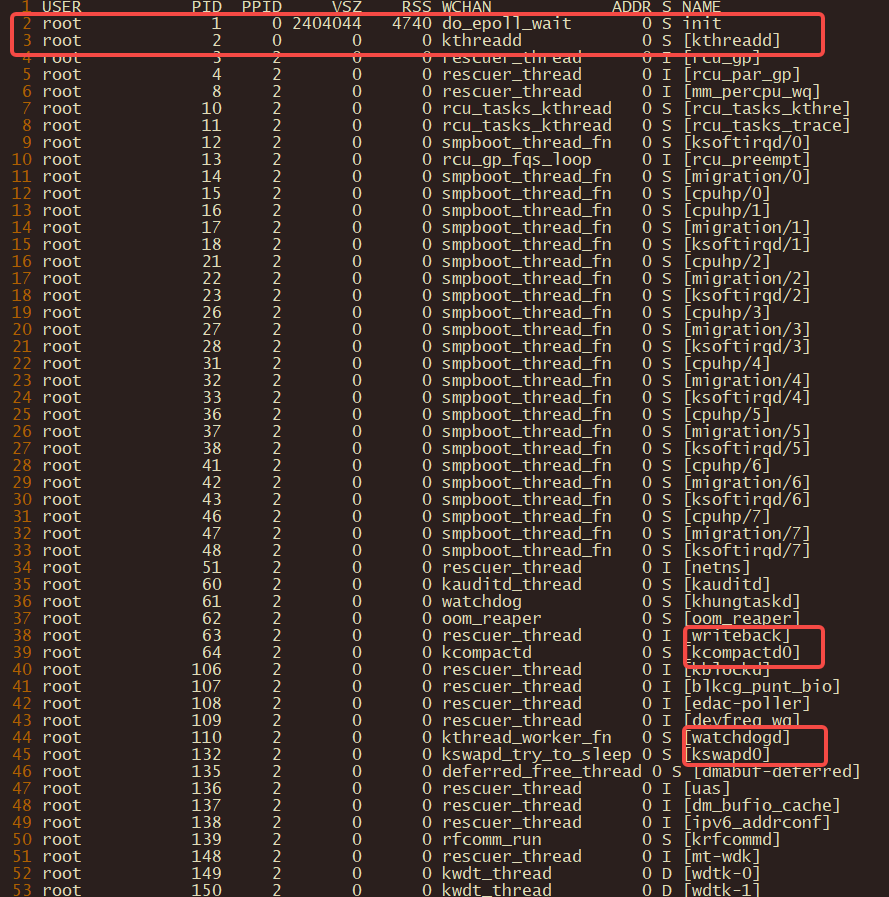 1 USER PID PPID VSZ RSS WCHAN ADDR S NAME
2 root 1 0 2404044 4740 do_epoll_wait 0 S init
3 root 2 0 0 0 kthreadd 0 S [kthreadd]
4 root 3 2 0 0 rescuer_thread 0 I [rcu_gp]
5 root 4 2 0 0 rescuer_thread 0 I [rcu_par_gp]
6 root 8 2 0 0 rescuer_thread 0 I [mm_percpu_wq]
7 root 10 2 0 0 rcu_tasks_kthread 0 S [rcu_tasks_kthre]
8 root 11 2 0 0 rcu_tasks_kthread 0 S [rcu_tasks_trace]
9 root 12 2 0 0 smpboot_thread_fn 0 S [ksoftirqd/0]
10 root 13 2 0 0 rcu_gp_fqs_loop 0 I [rcu_preempt]
11 root 14 2 0 0 smpboot_thread_fn 0 S [migration/0]
12 root 15 2 0 0 smpboot_thread_fn 0 S [cpuhp/0]
13 root 16 2 0 0 smpboot_thread_fn 0 S [cpuhp/1]
14 root 17 2 0 0 smpboot_thread_fn 0 S [migration/1]
15 root 18 2 0 0 smpboot_thread_fn 0 S [ksoftirqd/1]
16 root 21 2 0 0 smpboot_thread_fn 0 S [cpuhp/2]
17 root 22 2 0 0 smpboot_thread_fn 0 S [migration/2]
18 root 23 2 0 0 smpboot_thread_fn 0 S [ksoftirqd/2]
19 root 26 2 0 0 smpboot_thread_fn 0 S [cpuhp/3]
20 root 27 2 0 0 smpboot_thread_fn 0 S [migration/3]
21 root 28 2 0 0 smpboot_thread_fn 0 S [ksoftirqd/3]
22 root 31 2 0 0 smpboot_thread_fn 0 S [cpuhp/4]
23 root 32 2 0 0 smpboot_thread_fn 0 S [migration/4]
24 root 33 2 0 0 smpboot_thread_fn 0 S [ksoftirqd/4]
25 root 36 2 0 0 smpboot_thread_fn 0 S [cpuhp/5]
26 root 37 2 0 0 smpboot_thread_fn 0 S [migration/5]
27 root 38 2 0 0 smpboot_thread_fn 0 S [ksoftirqd/5]
28 root 41 2 0 0 smpboot_thread_fn 0 S [cpuhp/6]
29 root 42 2 0 0 smpboot_thread_fn 0 S [migration/6]
30 root 43 2 0 0 smpboot_thread_fn 0 S [ksoftirqd/6]
31 root 46 2 0 0 smpboot_thread_fn 0 S [cpuhp/7]
32 root 47 2 0 0 smpboot_thread_fn 0 S [migration/7]
33 root 48 2 0 0 smpboot_thread_fn 0 S [ksoftirqd/7]
34 root 51 2 0 0 rescuer_thread 0 I [netns]
35 root 60 2 0 0 kauditd_thread 0 S [kauditd]
36 root 61 2 0 0 watchdog 0 S [khungtaskd]
37 root 62 2 0 0 oom_reaper 0 S [oom_reaper]
38 root 63 2 0 0 rescuer_thread 0 I [writeback]
39 root 64 2 0 0 kcompactd 0 S [kcompactd0]
40 root 106 2 0 0 rescuer_thread 0 I [kblockd]
41 root 107 2 0 0 rescuer_thread 0 I [blkcg_punt_bio]
42 root 108 2 0 0 rescuer_thread 0 I [edac-poller]
43 root 109 2 0 0 rescuer_thread 0 I [devfreq_wq]
44 root 110 2 0 0 kthread_worker_fn 0 S [watchdogd]
45 root 132 2 0 0 kswapd_try_to_sleep 0 S [kswapd0]
46 root 135 2 0 0 deferred_free_thread 0 S [dmabuf-deferred]
47 root 136 2 0 0 rescuer_thread 0 I [uas]
48 root 137 2 0 0 rescuer_thread 0 I [dm_bufio_cache]
49 root 138 2 0 0 rescuer_thread 0 I [ipv6_addrconf]
50 root 139 2 0 0 rfcomm_run 0 S [krfcommd]
51 root 148 2 0 0 rescuer_thread 0 I [mt-wdk]
52 root 149 2 0 0 kwdt_thread 0 D [wdtk-0]
53 root 150 2 0 0 kwdt_thread 0 D [wdtk-1]